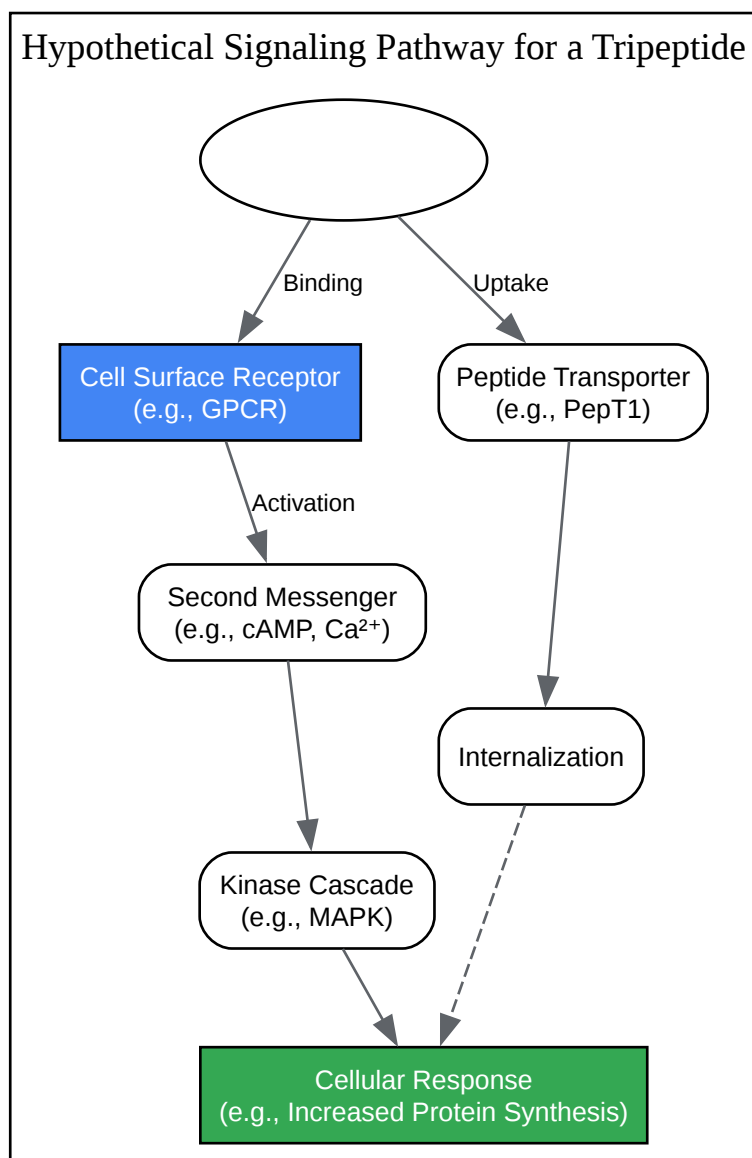 Hypothetical Signaling Pathway for a Tripeptide
Binding
Uptake
Cell Surface Receptor
(e.g., GPCR)
Peptide Transporter
(e.g., PepT1)
Activation
Second Messenger
(e.g., cAMP, Ca²⁺)
Internalization
Kinase Cascade
(e.g., MAPK)
Cellular Response
(e.g., Increased Protein Synthesis)